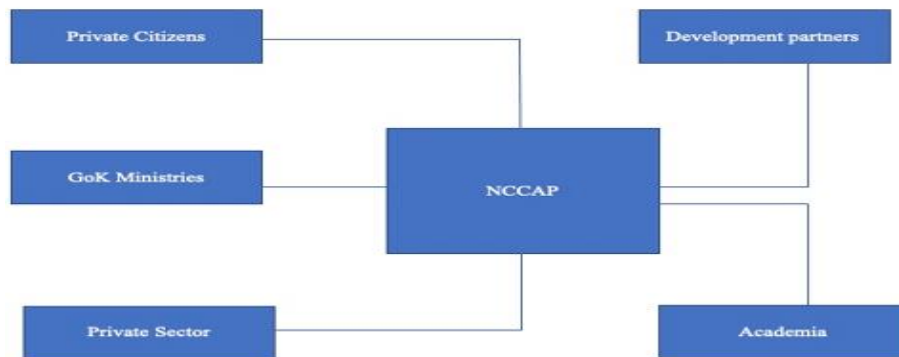 Private Citizens
Development partners
GoK Ministries
NCCAP
Private Sector
Academia